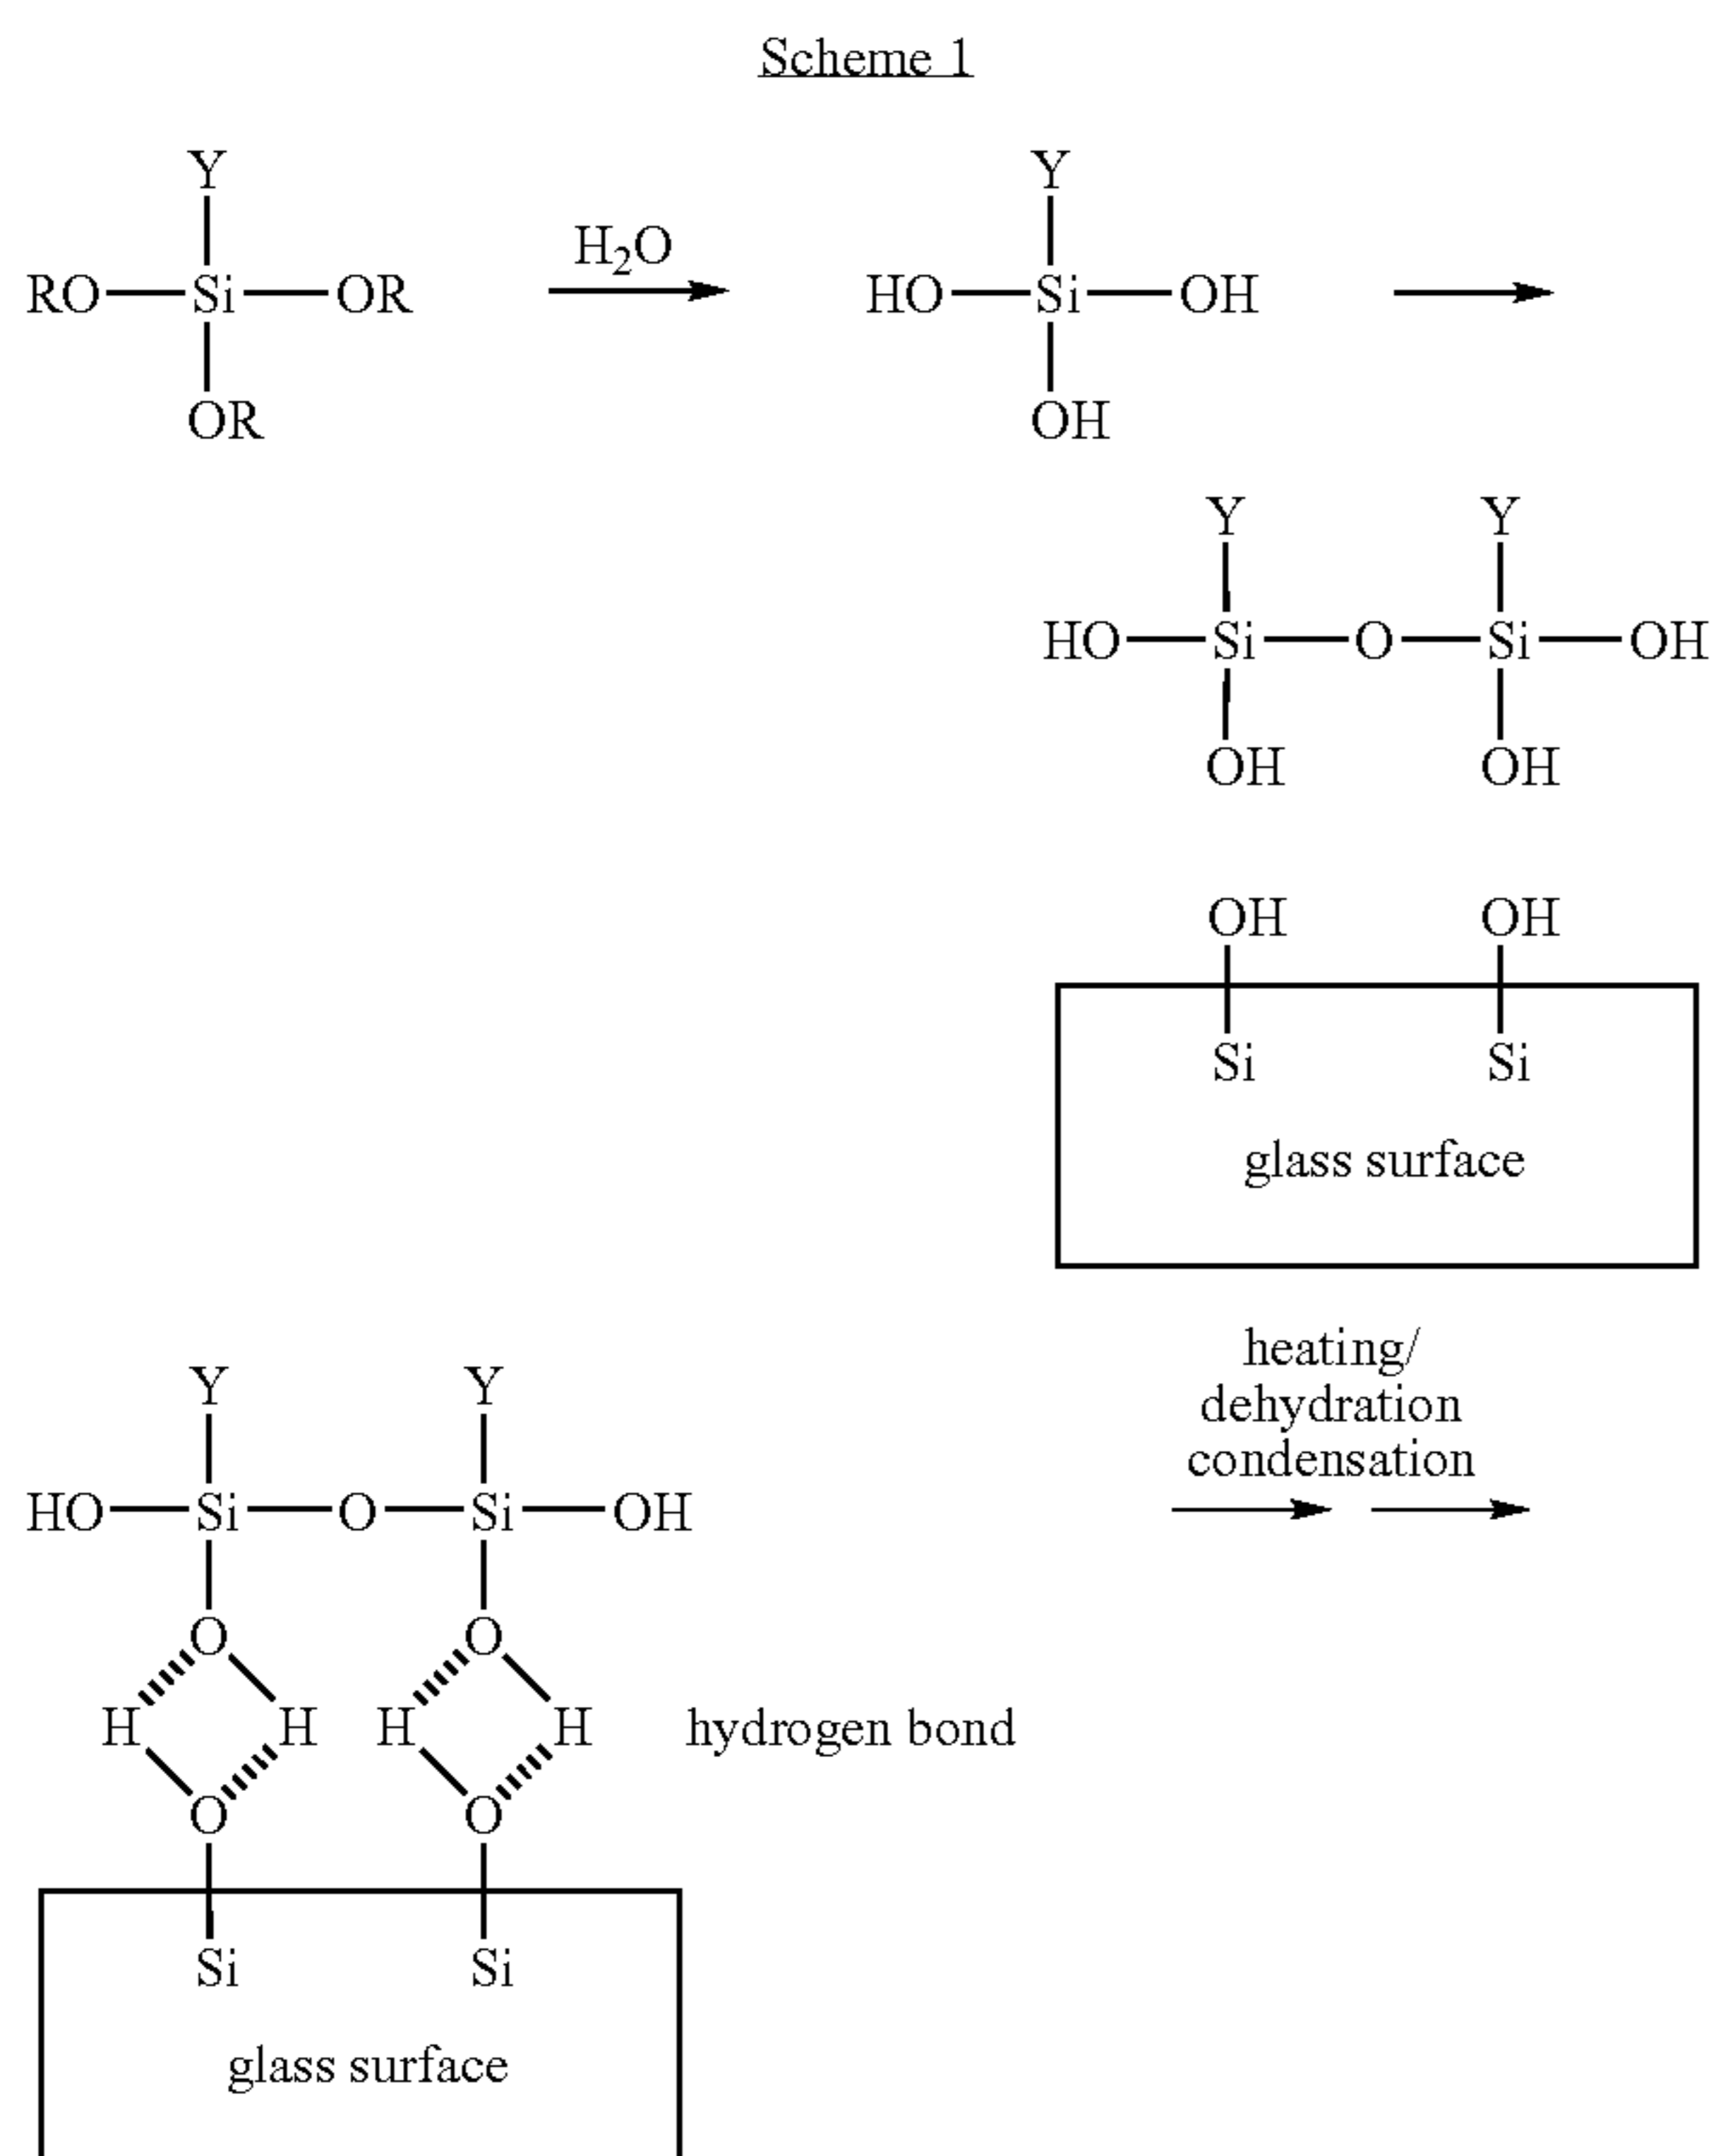 Scheme 1
Y Y
H₂O
RO Si OR HO Si OH
OR OH
Y Y
HO Si O Si OH
OH OH
OH OH
Si Si
glass surface
heating/
dehydration
condensation
Y Y
HO Si O Si OH
O O
H H H H hydrogen bond
O O
Si Si
glass surface